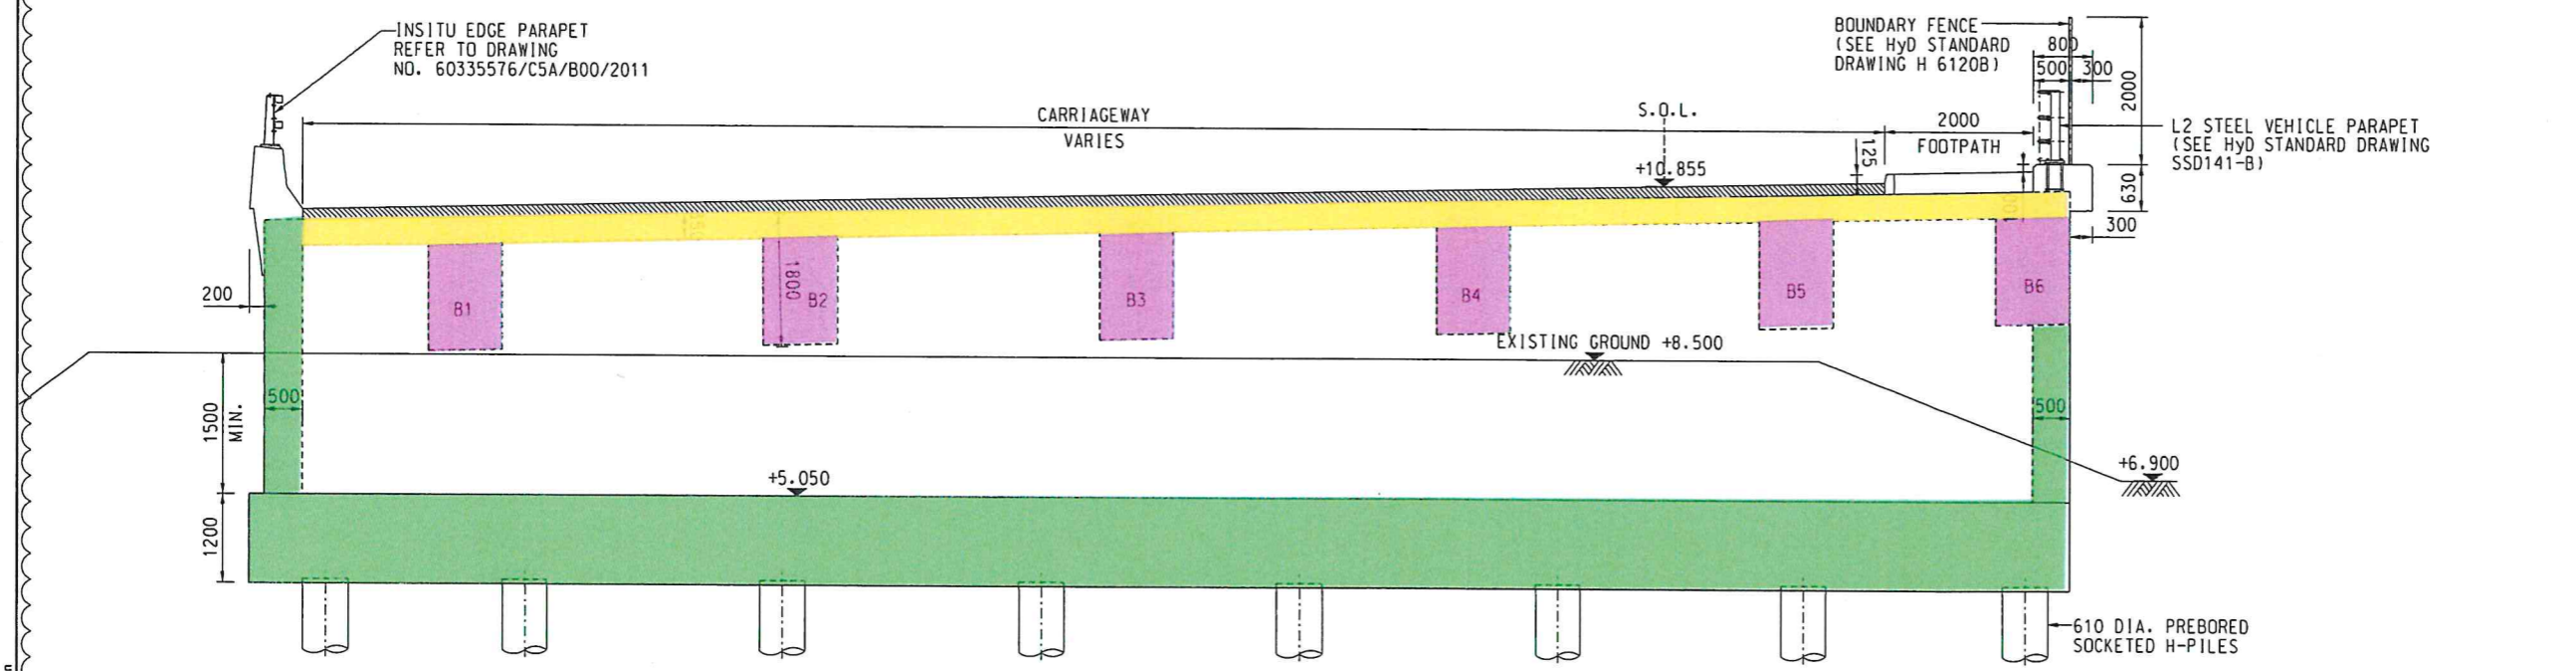 INSITU EDGE PARAPET
REFER TO DRAWING
NO. 60335576/C5A/B00/2011
BOUNDARY FENCE
(SEE HyD STANDARD
DRAWING H 6120B)
800
500 300
2000
CARRIAGEWAY
VARIES
S.O.L.
+10.855
125
2000
FOOTPATH
L2 STEEL VEHICLE PARAPET
(SEE HyD STANDARD DRAWING
SSD141-B)
630
300
200
B1
1800
B2
B3
B4
B5
B6
EXISTING GROUND +8.500
500
1500
MIN.
500
+6.900
+5.050
1200
610 DIA. PREBORED
SOCKETED H-PILES